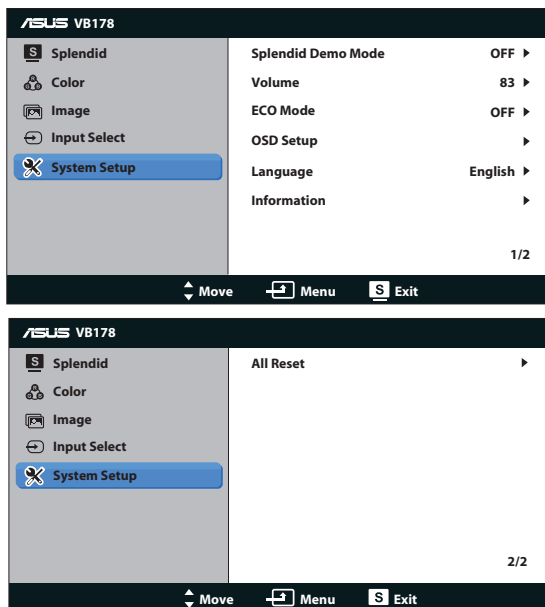 ASUS VB178
S Splendid
Color
Image
Input Select
System Setup
Splendid Demo Mode OFF
Volume 83
ECO Mode OFF
OSD Setup
Language English
Information
1/2
Move Menu S Exit
ASUS VB178
S Splendid
Color
Image
Input Select
System Setup
All Reset
2/2
Move Menu S Exit